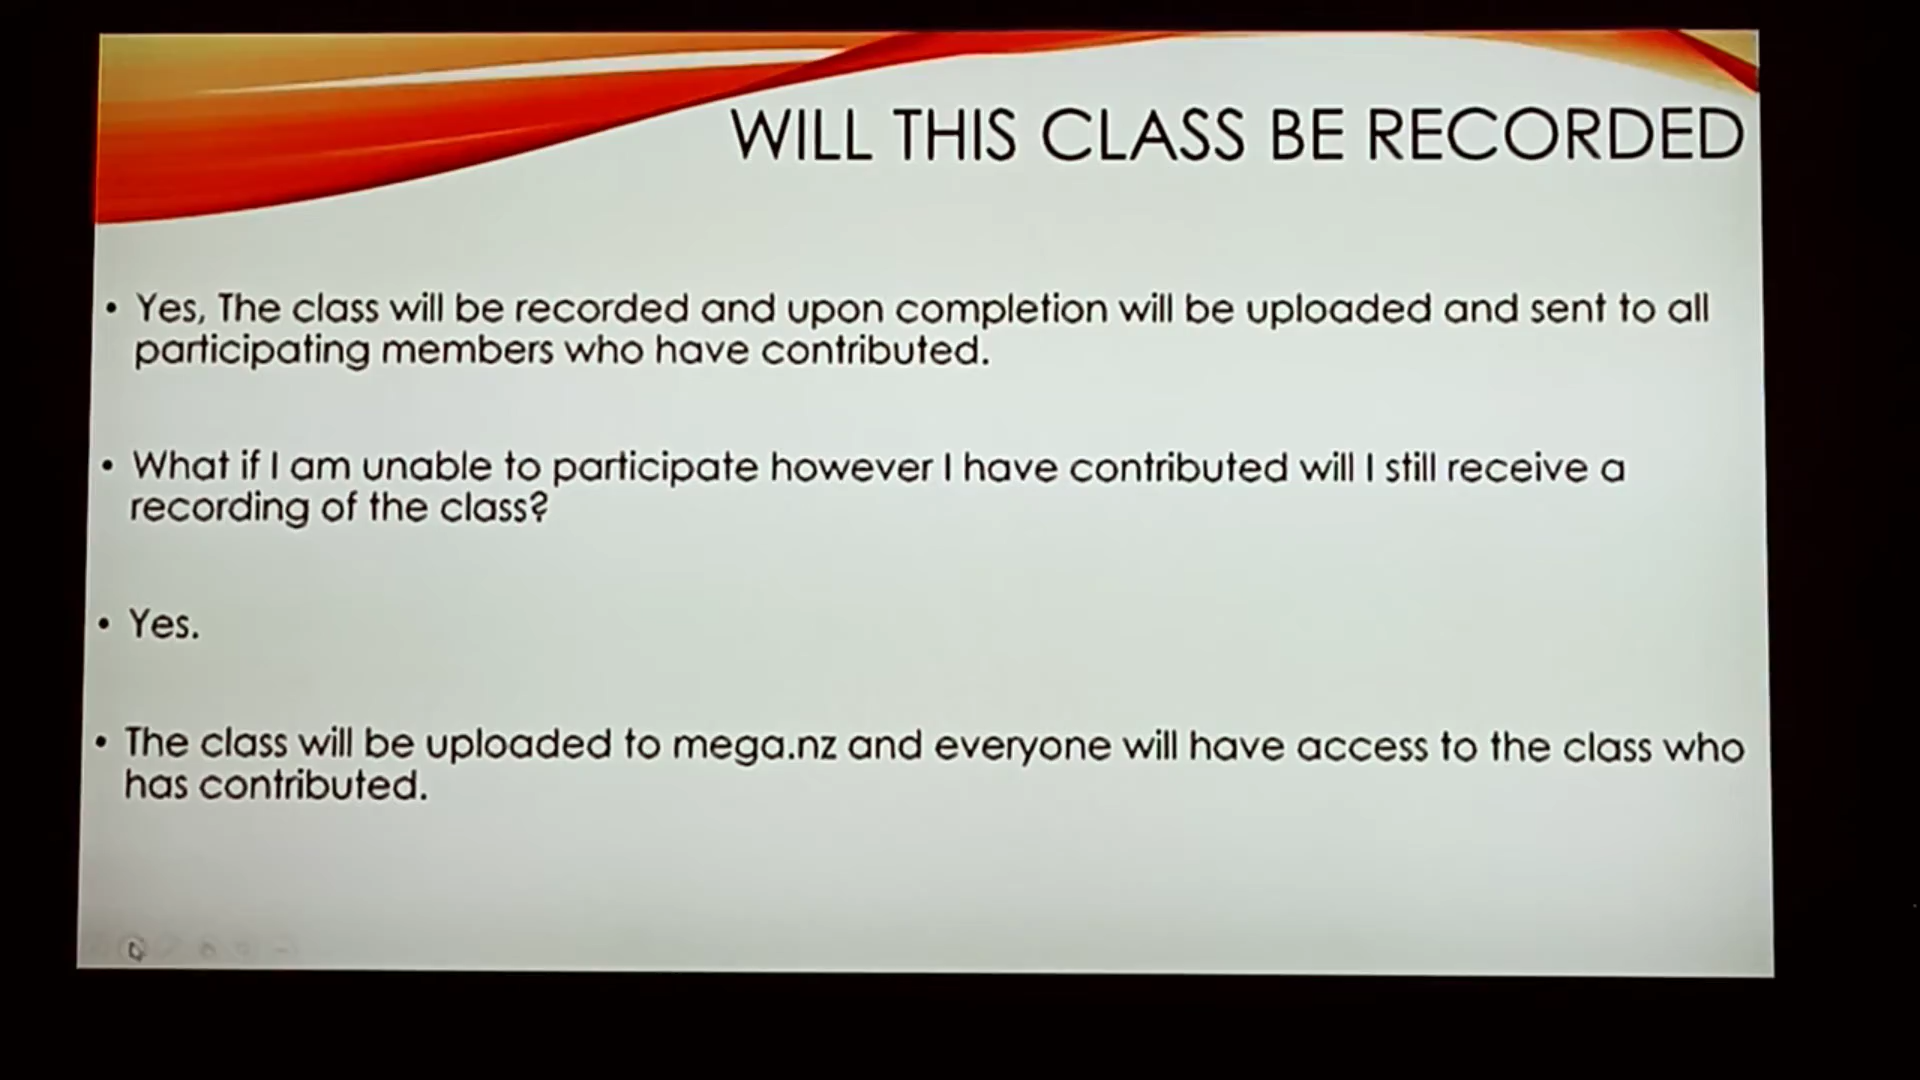 WILL THIS CLASS BE RECORDED
• Yes, The class will be recorded and upon completion will be uploaded and sent to all
participating members who have contributed.
• What if I am unable to participate however I have contributed will I still receive a
recording of the class?
• Yes.
• The class will be uploaded to mega.nz and everyone will have access to the class who
has contributed.